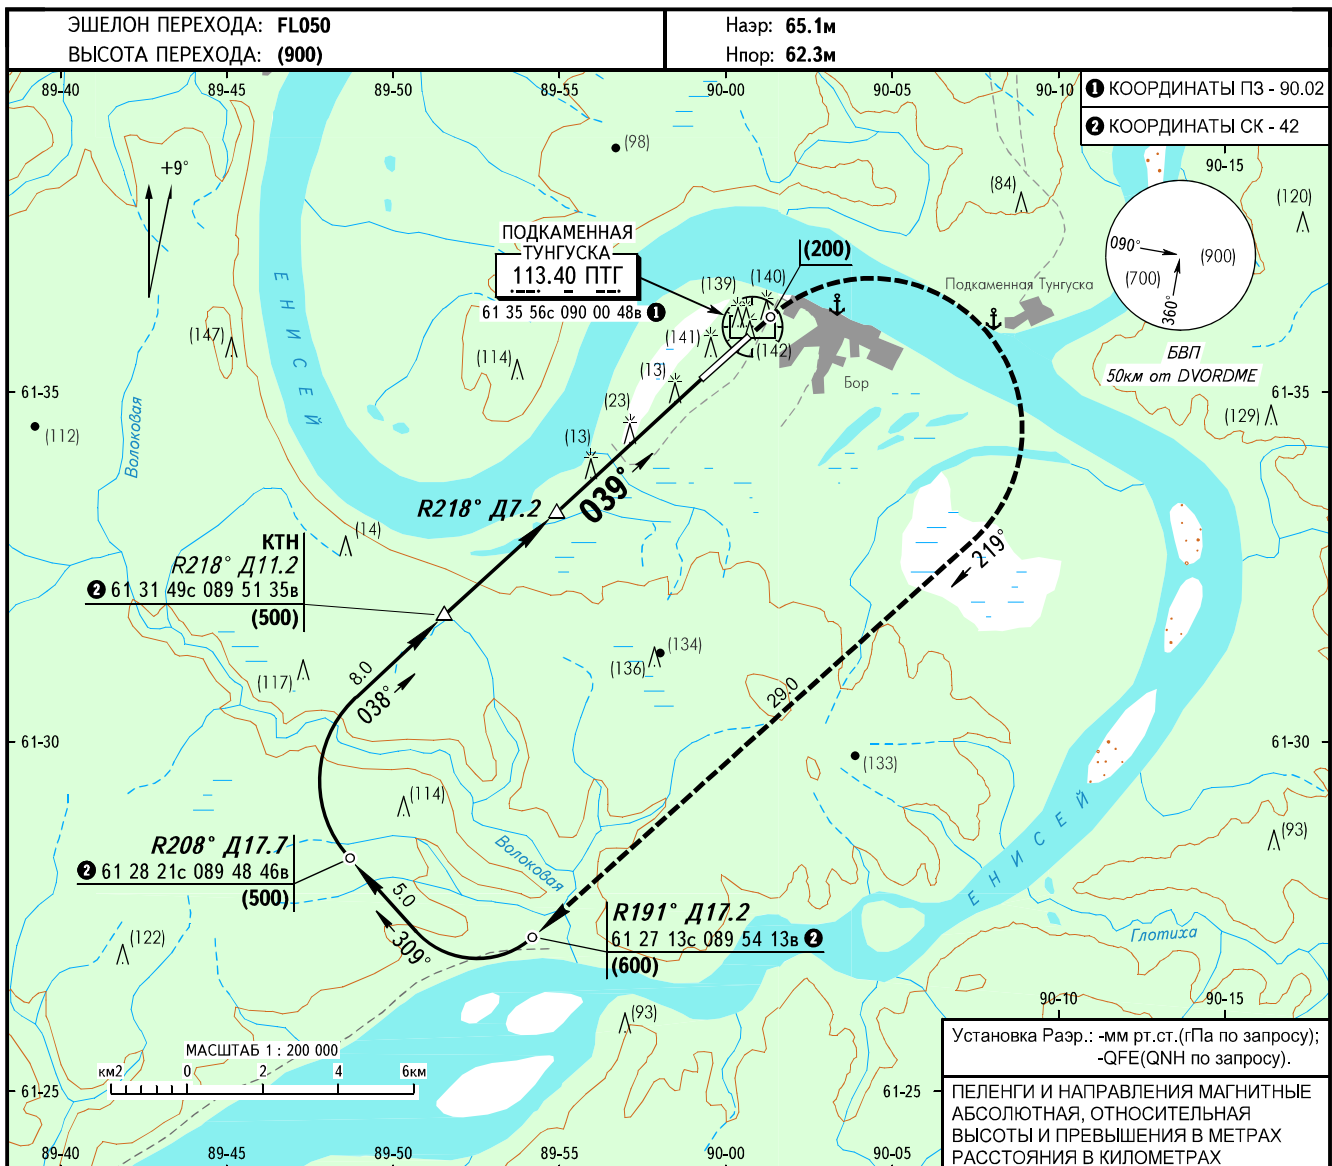 ЭШЕЛОН ПЕРЕХОДА: FL050
ВЫСОТА ПЕРЕХОДА: (900)
Наэр: 65.1м
Нпор: 62.3м
89-40
89-45
89-50
89-55
90-00
90-05
90-10
❶ КООРДИНАТЫ ПЗ - 90.02
❷ КООРДИНАТЫ СК - 42
90-15
+9°
(98)
(84)
(120)
ПОДКАМЕННАЯ
ТУНГУСКА
113.40 ПТГ
61 35 56с 090 00 48в ❶
(200)
(139)
(140)
(141)
(142)
090°
(900)
(700)
360°
Подкаменная Тунгуска
БВП
50км от DVORDME
ЕНИСЕЙ
(147)
(114)
(13)
Бор
61-35
61-35
(129)
(112)
Волоковая
(23)
(13)
039°
R218° Д7.2
(14)
219°
КТН
R218° Д11.2
❷ 61 31 49с 089 51 35в
(500)
(134)
(136)
(117)
8.0
038°
29.0
61-30
61-30
(133)
(114)
ЕНИСЕЙ
(93)
R208° Д17.7
❷ 61 28 21с 089 48 46в
(500)
Волоковая
5.0
309°
R191° Д17.2
61 27 13с 089 54 13в ❷
(600)
Глотиха
(122)
(93)
90-10
90-15
МАСШТАБ 1 : 200 000
км2 0 2 4 6км
61-25
61-25
Установка Раэр.: -мм рт.ст.(гПа по запросу);
-QFE(QNH по запросу).
ПЕЛЕНГИ И НАПРАВЛЕНИЯ МАГНИТНЫЕ
АБСОЛЮТНАЯ, ОТНОСИТЕЛЬНАЯ
ВЫСОТЫ И ПРЕВЫШЕНИЯ В МЕТРАХ
РАССТОЯНИЯ В КИЛОМЕТРАХ
89-40
89-45
89-50
89-55
90-00
90-05